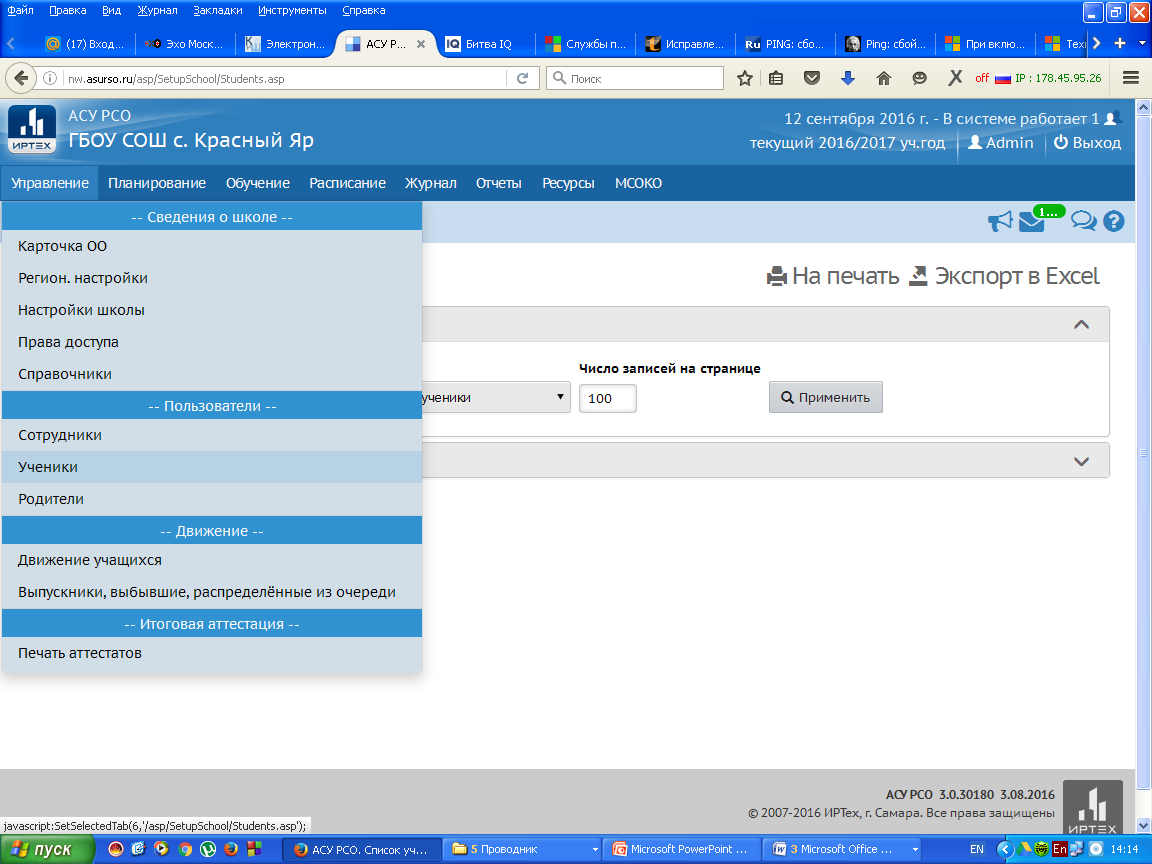 Файл Правка Вид Журнал Закладки Инструменты Справка
(17) Вход... Эхо Моск... Электрон... АСУ Р... Битва IQ Службы п... Исправле... PING: сбо... Ping: сбой... При вклю... Тех
nw.asurso.ru/asp/SetupSchool/Students.asp Поиск off IP : 178.45.95.26
АСУ РСО
ГБОУ СОШ с. Красный Яр
ИРТЕХ
12 сентября 2016 г. - В системе работает 1
текущий 2016/2017 уч.год Admin Выход
Управление Планирование Обучение Расписание Журнал Отчеты Ресурсы МСОКО
-- Сведения о школе --
1...
Карточка ОО
Регион. настройки
Настройки школы
Права доступа
Справочники
-- Пользователи --
Сотрудники
Ученики
Родители
-- Движение --
Движение учащихся
Выпускники, выбывшие, распределённые из очереди
-- Итоговая аттестация --
Печать аттестатов
На печать Экспорт в Excel
Число записей на странице
ученики 100 Применить
АСУ РСО 3.0.30180 3.08.2016
© 2007-2016 ИРТех, г. Самара. Все права защищены
ИРТЕХ
javascript:SetSelectedTab(6,'/asp/SetupSchool/Students.asp');
пуск АСУ РСО. Список уч... 5 Проводник Microsoft PowerPoint ... 3 Microsoft Office ... EN En 14:14